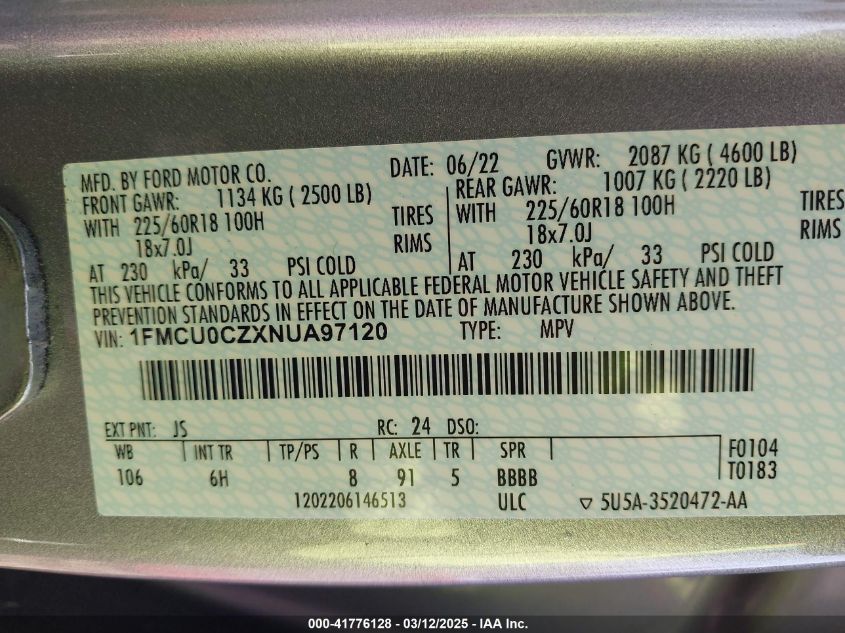 MFD. BY FORD MOTOR CO.
DATE: 06/22 GVWR: 2087 KG ( 4600 LB)
FRONT GAWR: 1134 KG ( 2500 LB)
REAR GAWR: 1007 KG ( 2220 LB)
WITH 225/60R18 100H TIRES
WITH 225/60R18 100H TIRES
18x7.0J RIMS
18x7.0J RIMS
AT 230 kPa/ 33 PSI COLD
AT 230 kPa/ 33 PSI COLD
THIS VEHICLE CONFORMS TO ALL APPLICABLE FEDERAL MOTOR VEHICLE SAFETY AND THEFT
PREVENTION STANDARDS IN EFFECT ON THE DATE OF MANUFACTURE SHOWN ABOVE.
VIN: 1FMCU0CZXNUA97120 TYPE: MPV
EXT PNT: JS RC: 24 DSO:
WB INT TR TP/PS R AXLE TR SPR F0104
106 6H 8 91 5 BBBB T0183
1202206146513 ULC ▽ 5U5A-3520472-AA
000-41776128 - 03/12/2025 - IAA Inc.